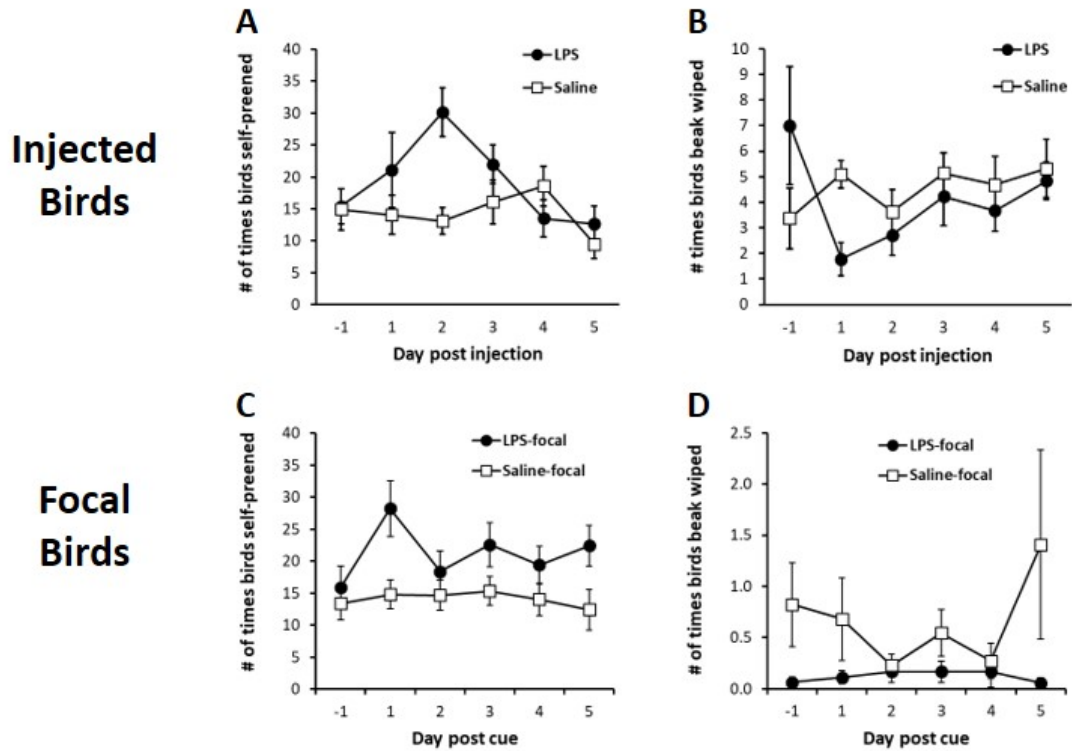 A
B
Injected
Birds
# of times birds self-preened
40
35
30
25
20
15
10
5
0
LPS
Saline
-1 1 2 3 4 5
Day post injection
# times birds beak wiped
10
9
8
7
6
5
4
3
2
1
0
LPS
Saline
-1 1 2 3 4 5
Day post injection
C
D
Focal
Birds
# of times birds self-preened
40
35
30
25
20
15
10
5
0
LPS-focal
Saline-focal
-1 1 2 3 4 5
Day post cue
# of times birds beak wiped
2.5
2.0
1.5
1.0
0.5
0.0
LPS-focal
Saline-focal
-1 1 2 3 4 5
Day post cue